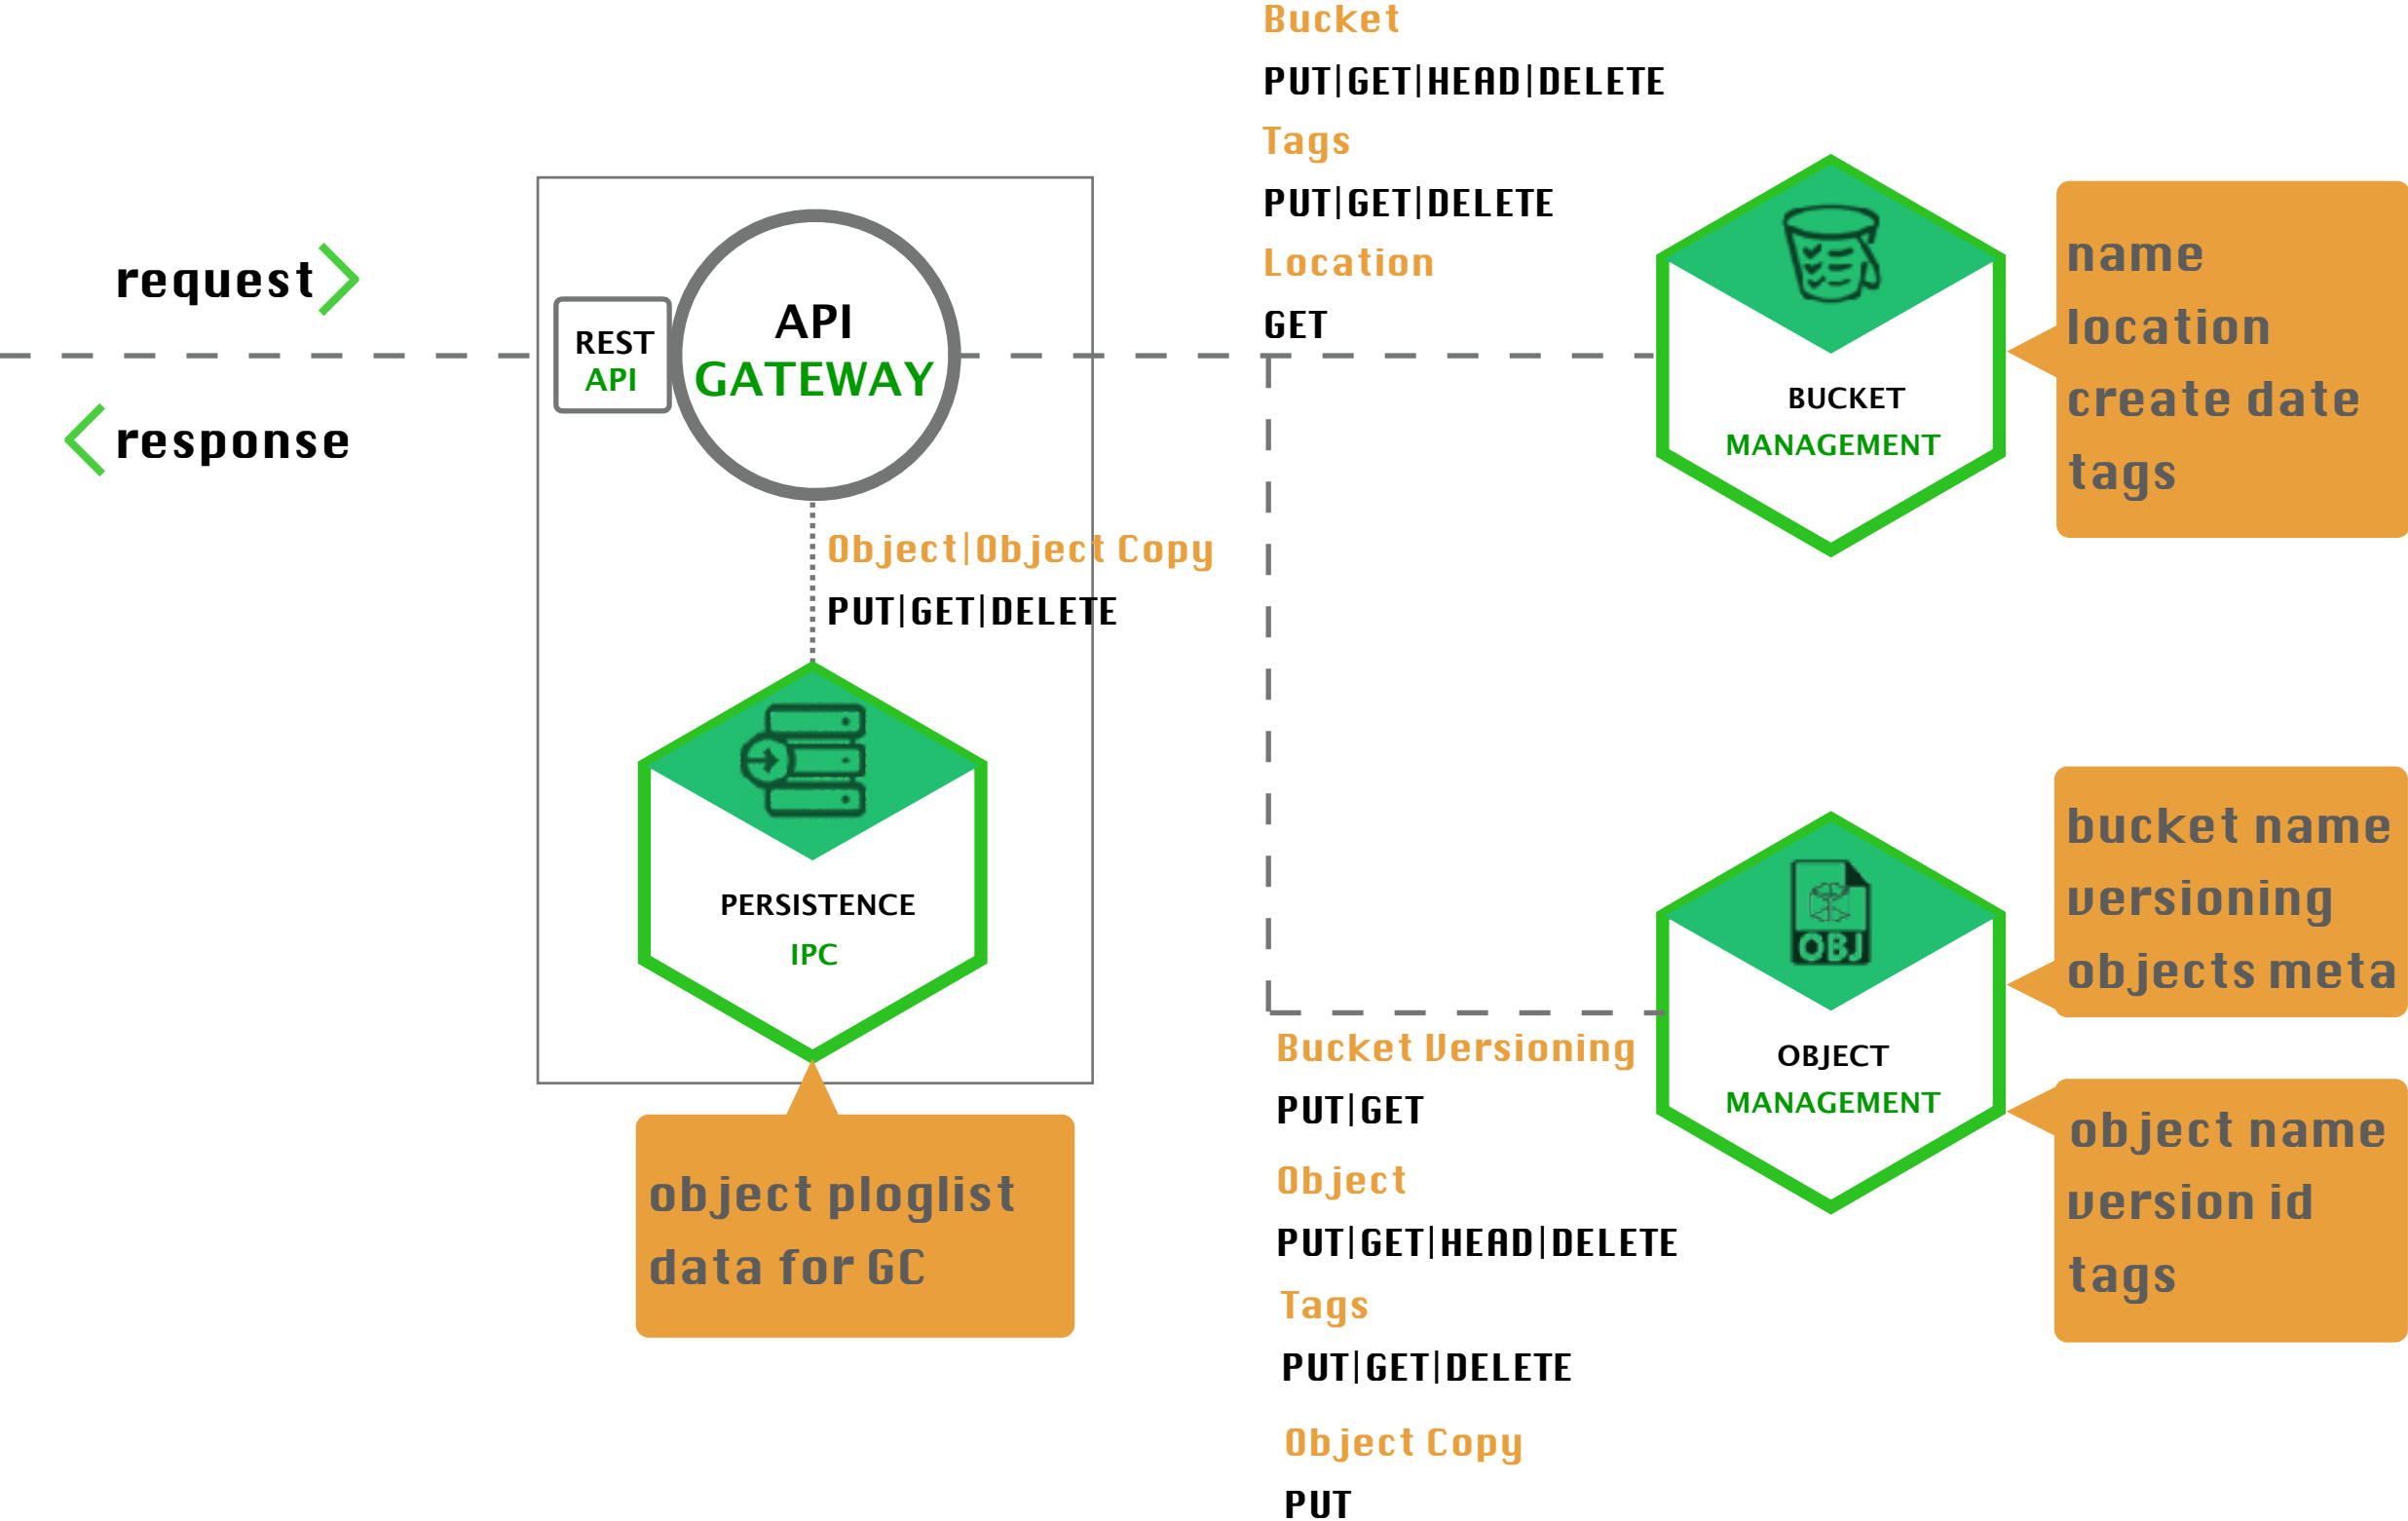 request
response
REST
API
API
GATEWAY
Object|Object Copy
PUT|GET|DELETE
PERSISTENCE
IPC
object ploglist
data for GC
Bucket
PUT|GET|HEAD|DELETE
Tags
PUT|GET|DELETE
Location
GET
BUCKET
MANAGEMENT
name
location
create date
tags
Bucket Versioning
PUT|GET
Object
PUT|GET|HEAD|DELETE
Tags
PUT|GET|DELETE
Object Copy
PUT
OBJ
OBJECT
MANAGEMENT
bucket name
versioning
objects meta
object name
version id
tags